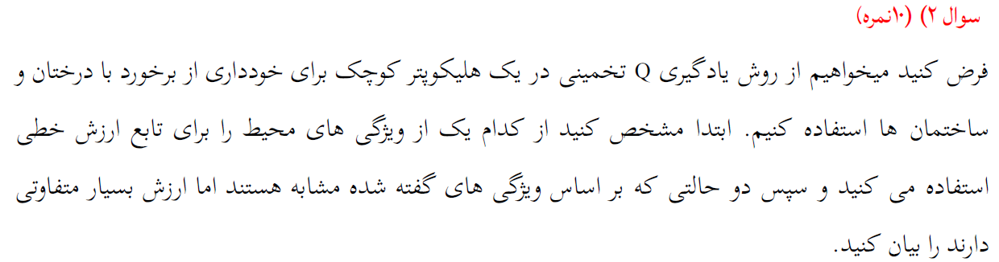 سوال ۲) (۱۰نمره)
فرض کنید میخواهیم از روش یادگیری Q تخمینی در یک هلیکوپتر کوچک برای خودداری از برخورد با درختان و
ساختمان ها استفاده کنیم. ابتدا مشخص کنید از کدام یک از ویژگی های محیط را برای تابع ارزش خطی
استفاده می کنید و سپس دو حالتی که بر اساس ویژگی های گفته شده مشابه هستند اما ارزش بسیار متفاوتی
دارند را بیان کنید.